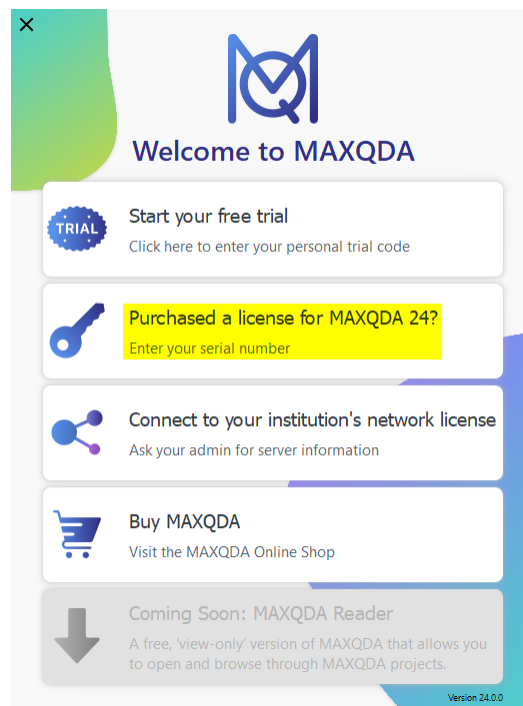 Welcome to MAXQDA
TRIAL
Start your free trial
Click here to enter your personal trial code
Purchased a license for MAXQDA 24?
Enter your serial number
Connect to your institution's network license
Ask your admin for server information
Buy MAXQDA
Visit the MAXQDA Online Shop
Coming Soon: MAXQDA Reader
A free, 'view-only' version of MAXQDA that allows you
to open and browse through MAXQDA projects.
Version 24.0.0